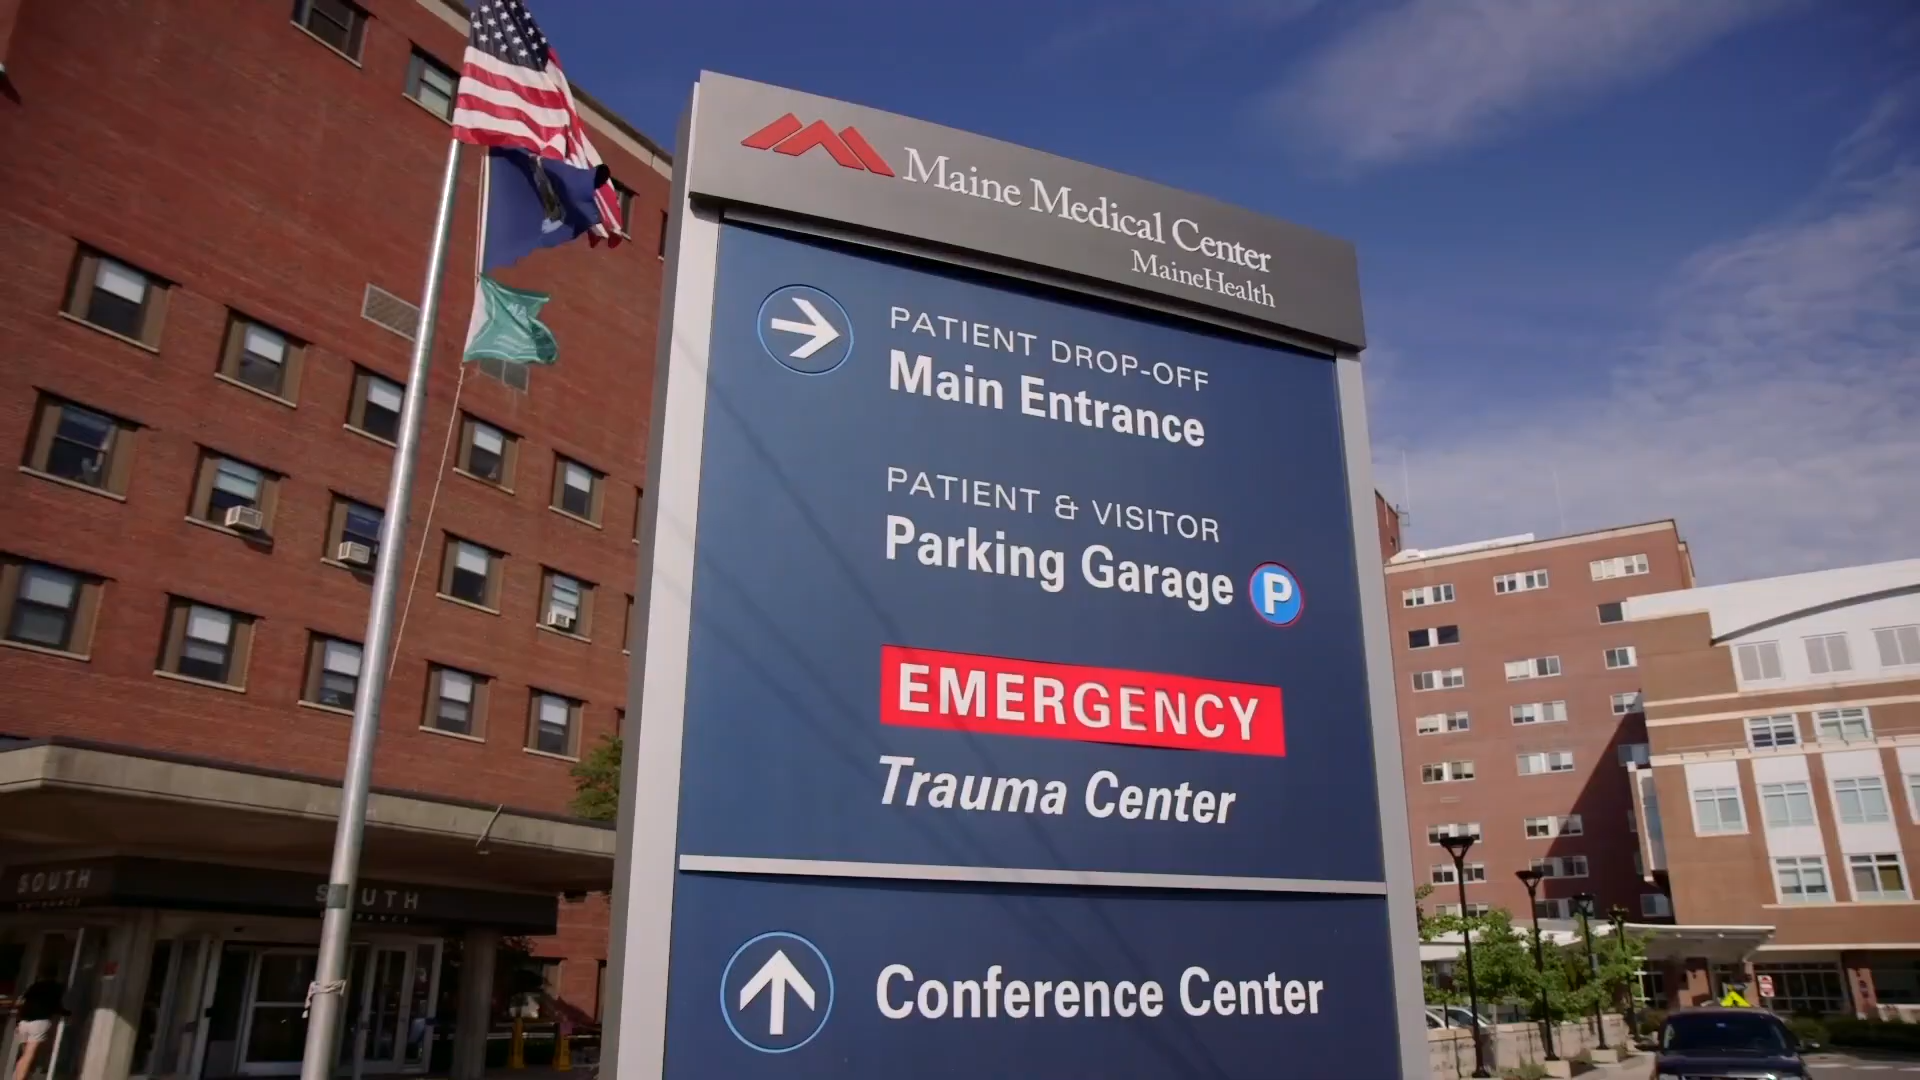 Maine Medical Center
MaineHealth
PATIENT DROP-OFF
Main Entrance
PATIENT & VISITOR
Parking Garage P
EMERGENCY
Trauma Center
Conference Center
SOUTH
ENTRANCE